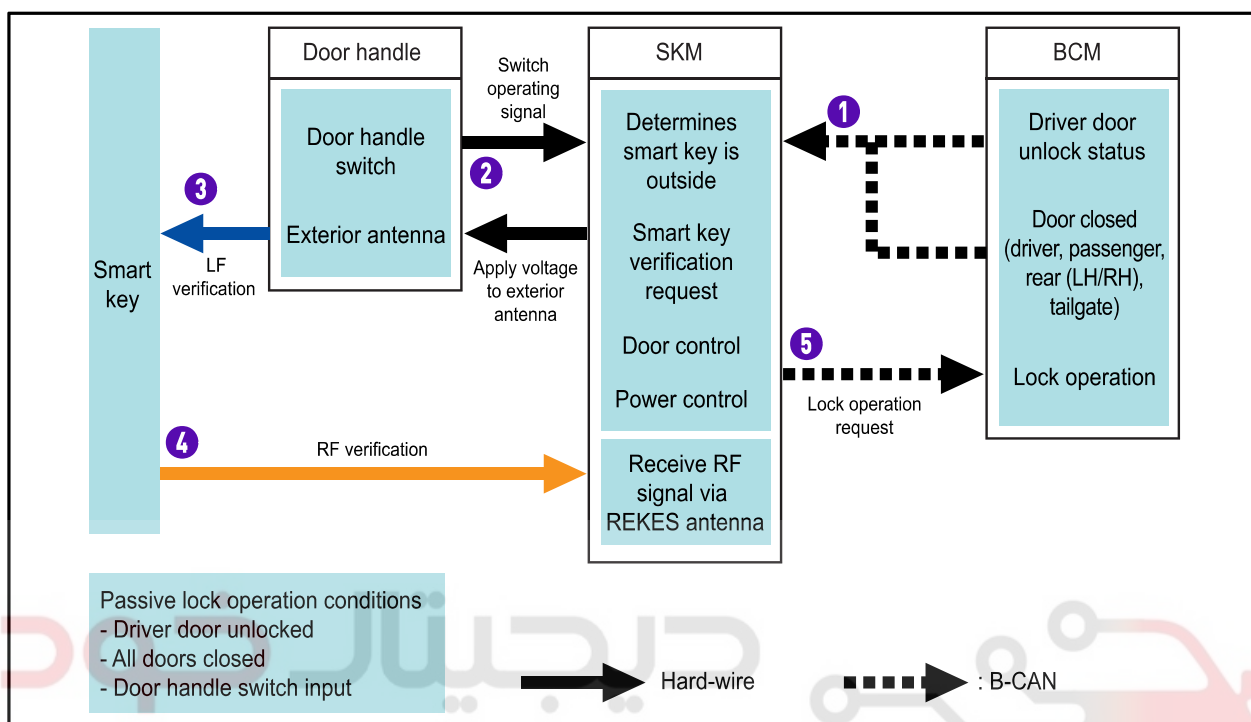 Door handle
SKM
BCM
Switch
operating
signal
Door handle
switch
Exterior antenna
Determines
smart key is
outside
Smart key
verification
request
Door control
Power control
Receive RF
signal via
REKES antenna
Driver door
unlock status
Door closed
(driver, passenger,
rear (LH/RH),
tailgate)
Lock operation
1
2
3
LF
verification
Apply voltage
to exterior
antenna
Smart
key
5
Lock operation
request
4
RF verification
Passive lock operation conditions
- Driver door unlocked
- All doors closed
- Door handle switch input
Hard-wire
: B-CAN
دیجیتال خودرو